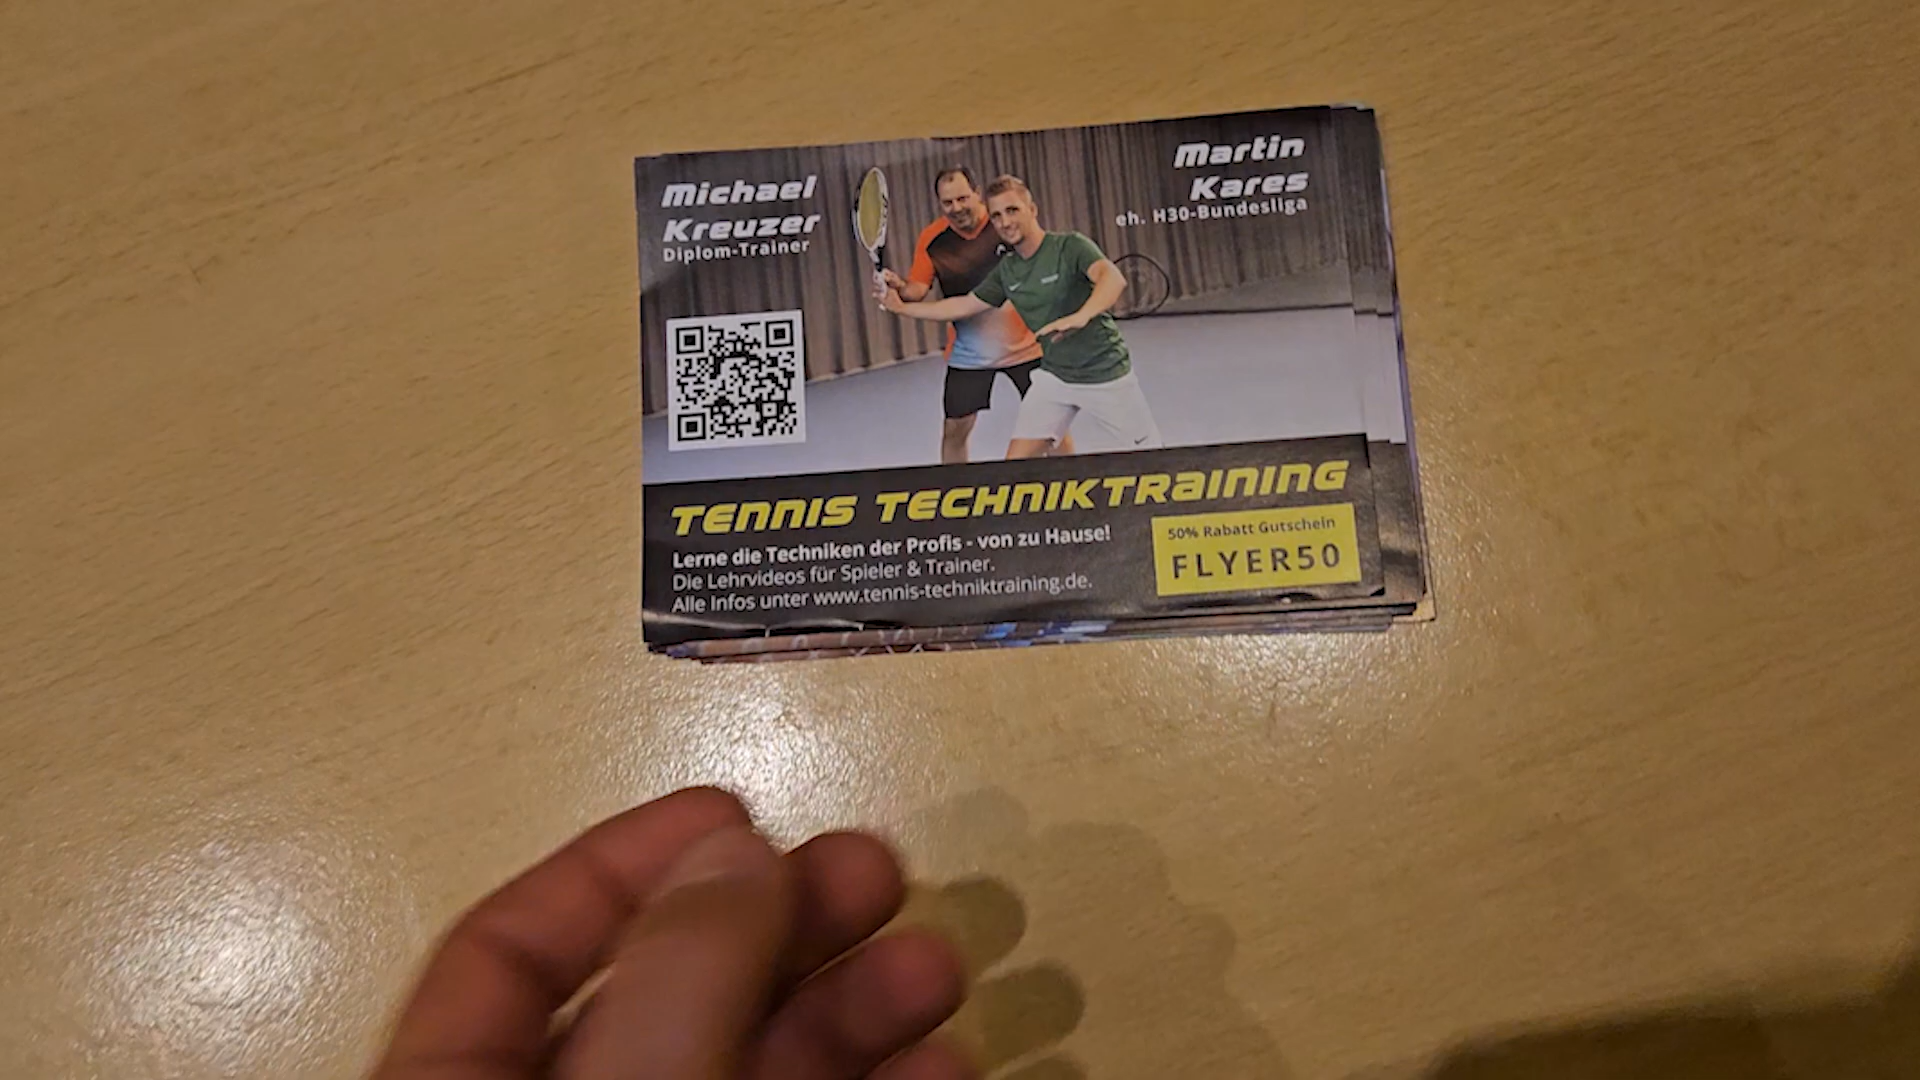 Michael
Kreuzer
Diplom-Trainer
Martin
Kares
eh. H30-Bundesliga
TENNIS TECHNIKTRAINING
Lerne die Techniken der Profis - von zu Hause!
Die Lehrvideos für Spieler & Trainer.
Alle Infos unter www.tennis-techniktraining.de.
50% Rabatt Gutschein
FLYER50